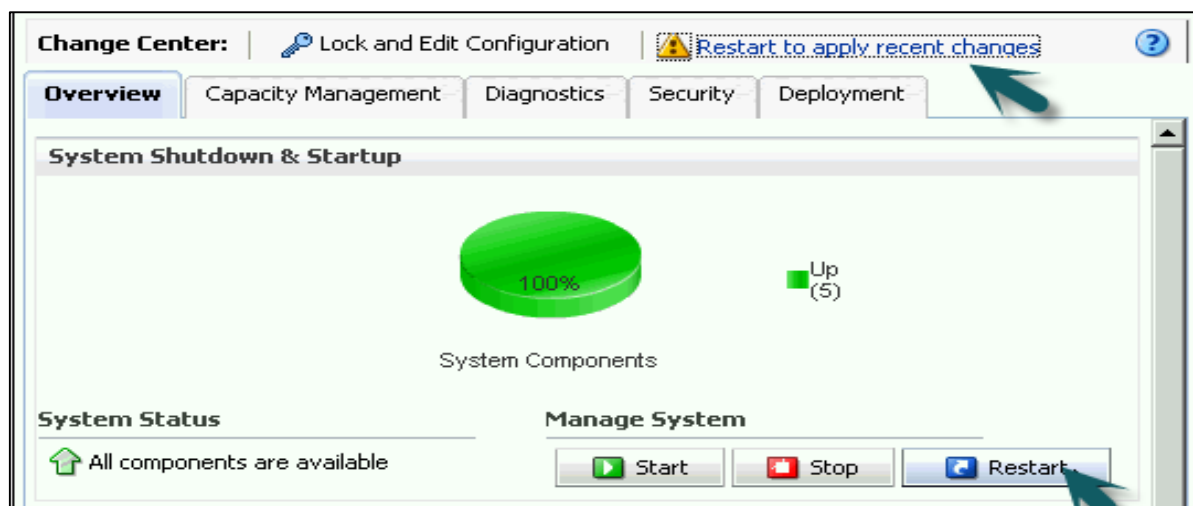 Change Center: Lock and Edit Configuration Restart to apply recent changes ?
Overview Capacity Management Diagnostics Security Deployment
System Shutdown & Startup
100%
Up
(5)
System Components
System Status Manage System
All components are available Start Stop Restart